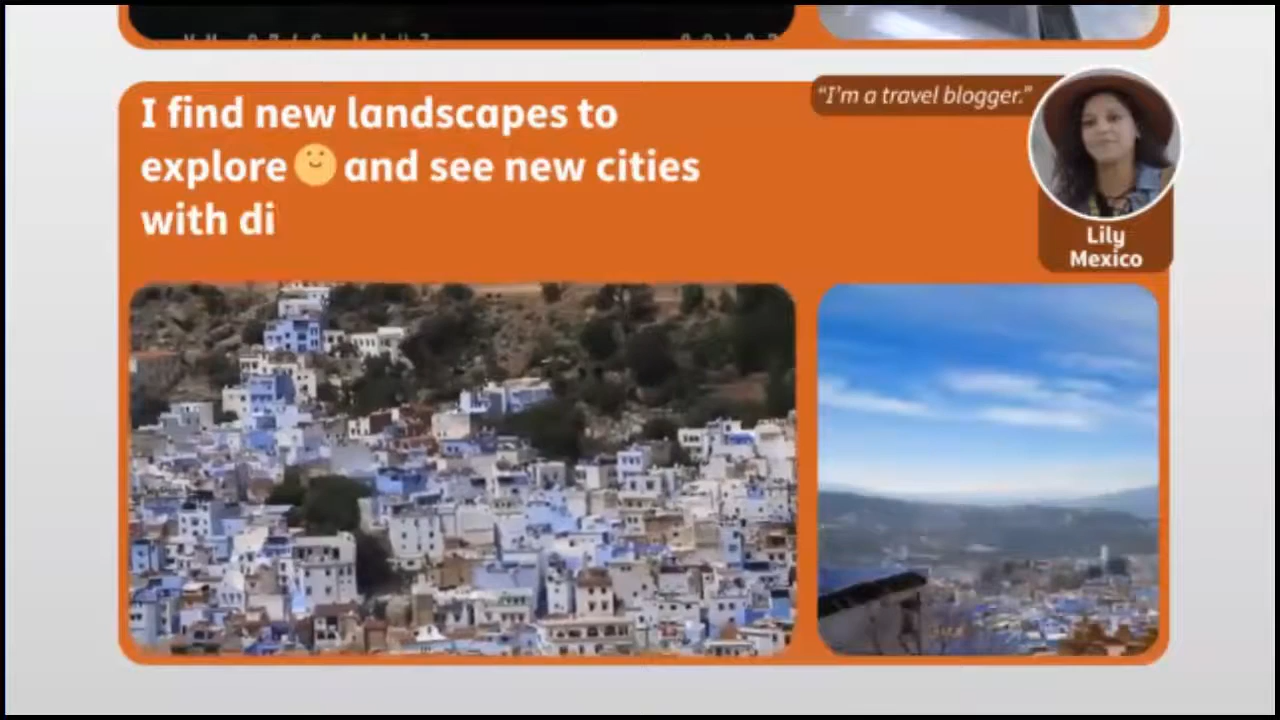 I find new landscapes to
explore 🙂 and see new cities
with di
“I’m a travel blogger.”
Lily
Mexico